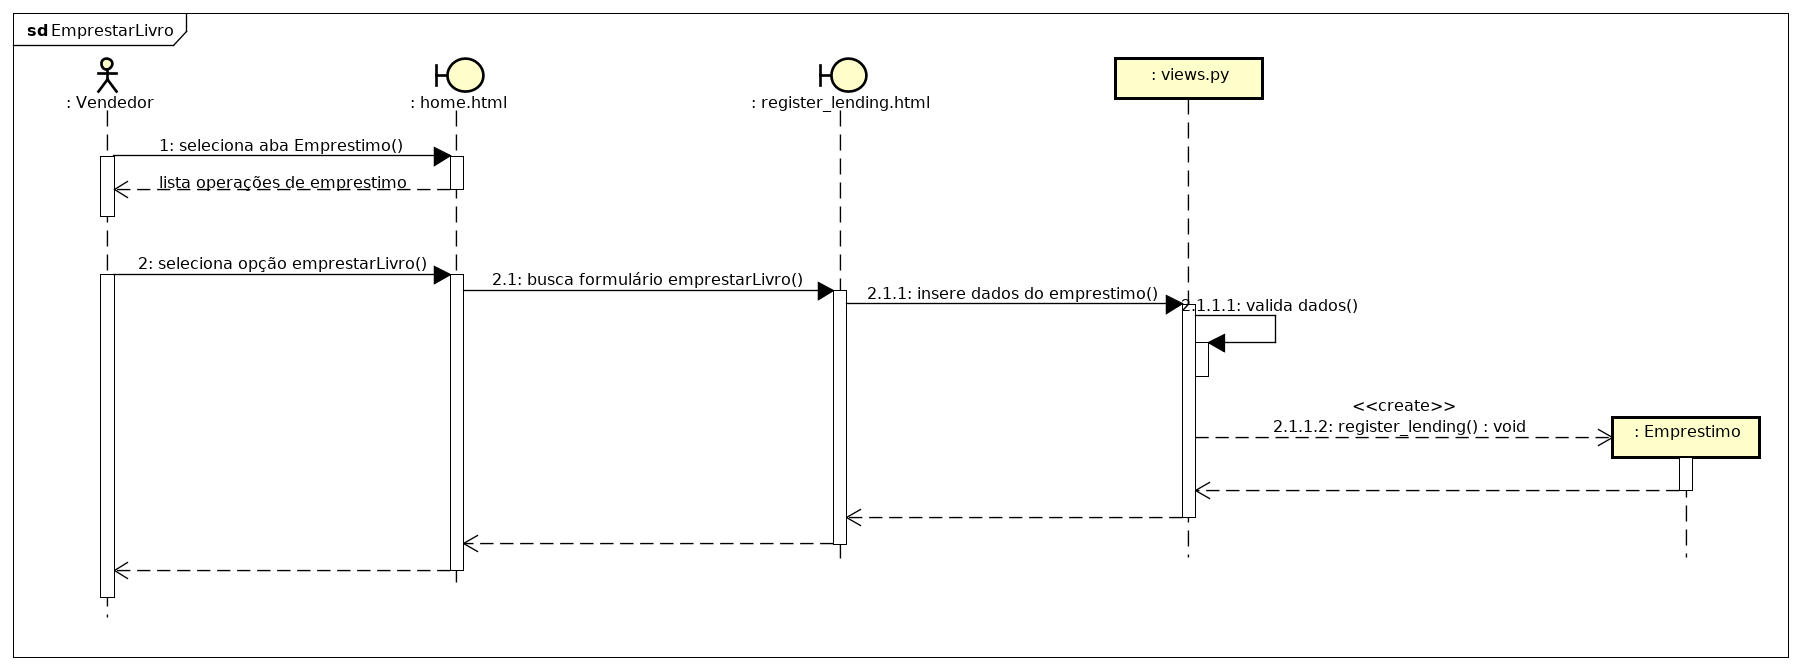 sd EmprestarLivro
: Vendedor
: home.html
: register_lending.html
: views.py
1: seleciona aba Emprestimo()
lista operações de emprestimo
2: seleciona opção emprestarLivro()
2.1: busca formulário emprestarLivro()
2.1.1: insere dados do emprestimo()
2.1.1.1: valida dados()
<<create>>
2.1.1.2: register_lending() : void
: Emprestimo